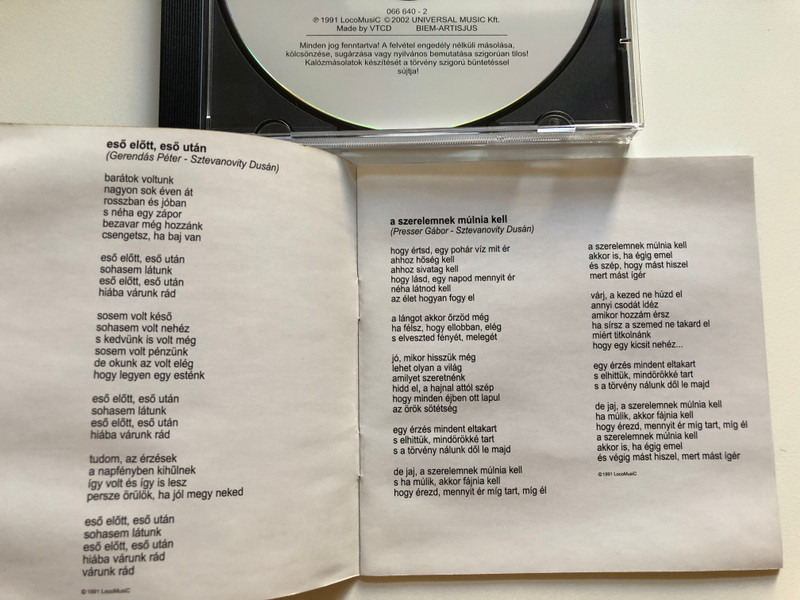 066 640 - 2
℗ 1991 LocoMusiC © 2002 UNIVERSAL MUSIC Kft.
Made by VTCD BIEM-ARTISJUS
Minden jog fenntartva! A felvétel engedély nélküli másolása,
kölcsönzése, sugárzása vagy nyilvános bemutatása szigorúan tilos!
Kalózmásolatok készítését a törvény szigorú büntetéssel
sújtja!
eső előtt, eső után
(Gerendás Péter - Sztevanovity Dusán)
barátok voltunk
nagyon sok éven át
rosszban és jóban
s néha egy zápor
bezavar még hozzánk
csengetsz, ha baj van
eső előtt, eső után
sohasem látunk
eső előtt, eső után
hiába várunk rád
sosem volt késő
sohasem volt nehéz
s kedvünk is volt még
sosem volt pénzünk
de okunk az volt elég
hogy legyen egy esténk
eső előtt, eső után
sohasem látunk
eső előtt, eső után
hiába várunk rád
tudom, az érzések
a napfényben kihűlnek
így volt és így is lesz
persze örülök, ha jól megy neked
eső előtt, eső után
sohasem látunk
eső előtt, eső után
hiába várunk rád
várunk rád
©1991 LocoMusiC
a szerelemnek múlnia kell
(Presser Gábor - Sztevanovity Dusán)
hogy értsd, egy pohár víz mit ér
ahhoz hőség kell
ahhoz sivatag kell
hogy lásd, egy napod mennyit ér
néha látnod kell
az élet hogyan fogy el
a lángot akkor őrzöd még
ha félsz, hogy ellobban, elég
s elveszted fényét, melegét
jó, mikor hisszük még
lehet olyan a világ
amilyet szeretnénk
hidd el, a hajnal attól szép
hogy minden éjben ott lapul
az örök sötétség
egy érzés mindent eltakart
s elhittük, mindörökké tart
s a törvény nálunk dől le majd
de jaj, a szerelemnek múlnia kell
s ha múlik, akkor fájnia kell
hogy érezd, mennyit ér míg tart, míg él
a szerelemnek múlnia kell
akkor is, ha égig emel
és szép, hogy mást hiszel
mert mást ígér
várj, a kezed ne húzd el
annyi csodát idéz
amikor hozzám érsz
ha sírsz a szemed ne takard el
miért titkolnánk
hogy egy kicsit nehéz...
egy érzés mindent eltakart
s elhittük, mindörökké tart
s a törvény nálunk dől le majd
de jaj, a szerelemnek múlnia kell
ha múlik, akkor fájnia kell
hogy érezd, mennyit ér míg tart, míg él
a szerelemnek múlnia kell
akkor is, ha égig emel
és végig mást hiszel, mert mást ígér
©1991 LocoMusiC